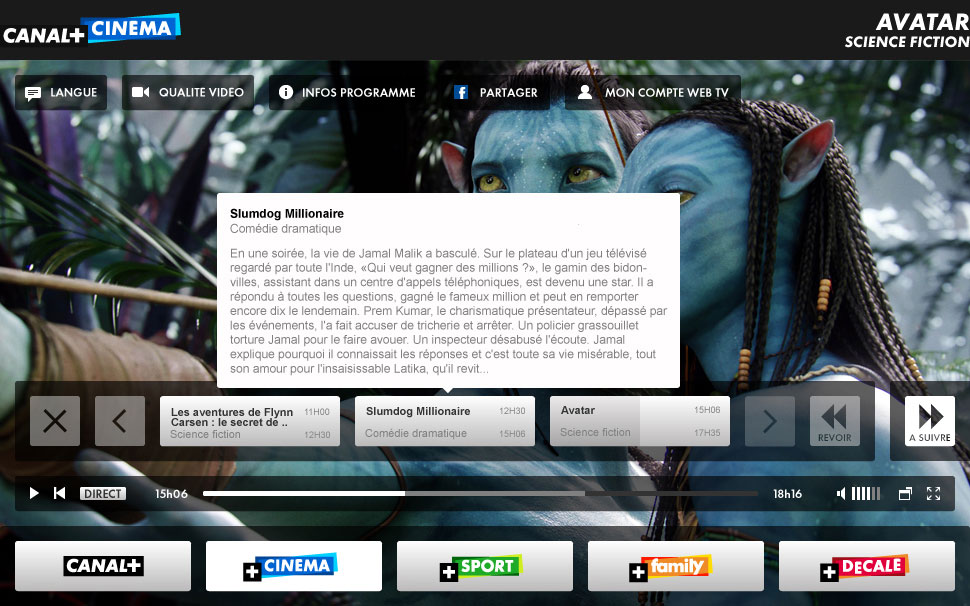 CANAL+ CINEMA
AVATAR
SCIENCE FICTION
LANGUE
QUALITE VIDEO
INFOS PROGRAMME
f PARTAGER
MON COMPTE WEB TV
Slumdog Millionaire
Comédie dramatique
En une soirée, la vie de Jamal Malik a basculé. Sur le plateau d'un jeu télévisé
regardé par toute l'Inde, «Qui veut gagner des millions ?», le gamin des bidon-
villes, assistant dans un centre d'appels téléphoniques, est devenu une star. Il a
répondu à toutes les questions, gagné le fameux million et peut en remporter
encore dix le lendemain. Prem Kumar, le charismatique présentateur, dépassé par
les événements, l'a fait accuser de tricherie et arrêter. Un policier grassouillet
torture Jamal pour le faire avouer. Un inspecteur désabusé l'écoute. Jamal
explique pourquoi il connaissait les réponses et c'est toute sa vie misérable, tout
son amour pour l'insaisissable Latika, qu'il revit...
Les aventures de Flynn 11H00
Carsen : le secret de ..
Science fiction 12H30
Slumdog Millionaire 12H30
Comédie dramatique 15H06
Avatar 15H06
Science fiction 17H35
REVOIR
A SUIVRE
DIRECT
15h06
18h16
CANAL+
+CINEMA
+SPORT
+family
+DECALE